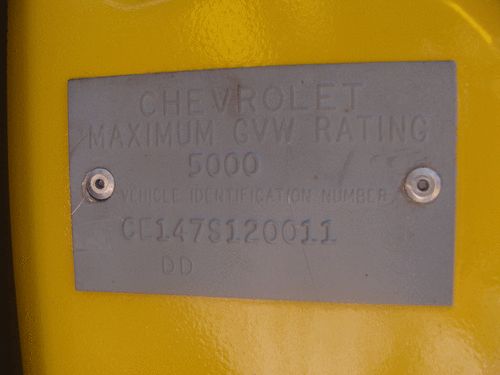 CHEVROLET
MAXIMUM GVW RATING
5000
VEHICLE IDENTIFICATION NUMBER
CE147S120011
DD